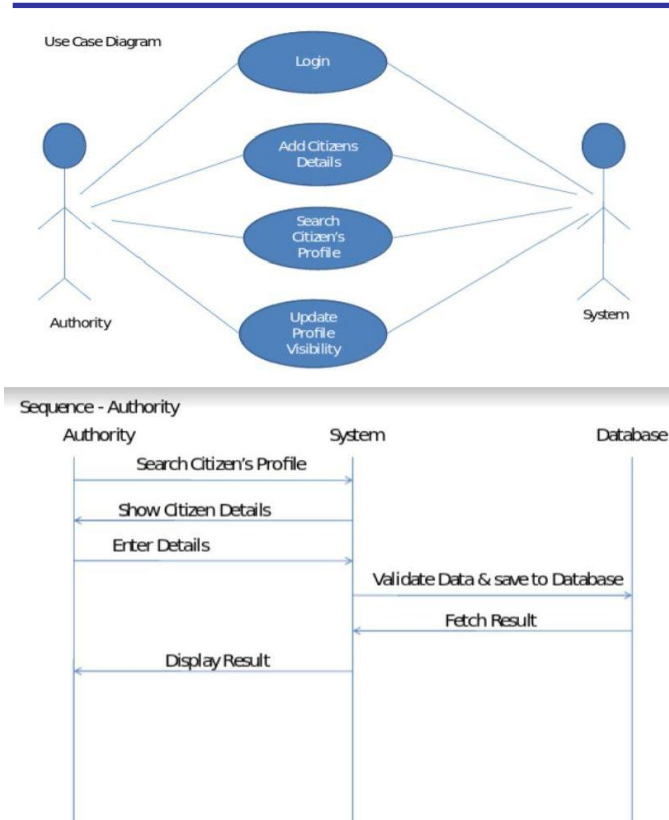 Use Case Diagram
Login
Add Citizens
Details
Search
Citizen's
Profile
Update
Profile
Visibility
Authority
System
Sequence - Authority
Authority
System
Database
Search Citizen's Profile
Show Citizen Details
Enter Details
Validate Data & save to Database
Fetch Result
Display Result